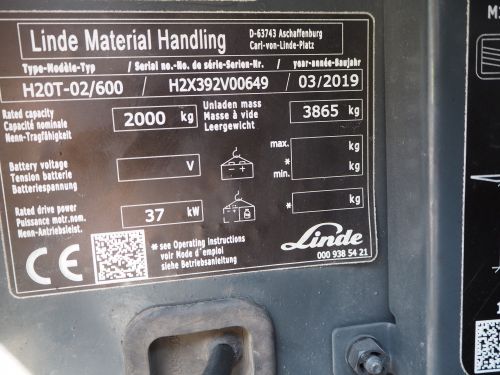 Linde Material Handling
D-63743 Aschaffenburg
Carl-von-Linde-Platz
Type-Modèle-Typ / Serial no.-No. de série-Serien-Nr. / year-année-Baujahr
H20T-02/600 / H2X392V00649 / 03/2019
Rated capacity
Capacité nominale
Nenn-Tragfähigkeit
2000 kg
Unladen mass
Masse à vide
Leergewicht
3865 kg
Battery voltage
Tension batterie
Batteriespannung
V
max. kg
*
min. kg
Rated drive power
Puissance motr.nom.
Nenn-Antriebsleist.
37 kW
* kg
CE
* see Operating instructions
voir Mode d'emploi
siehe Betriebsanleitung
Linde
000 938 54 21